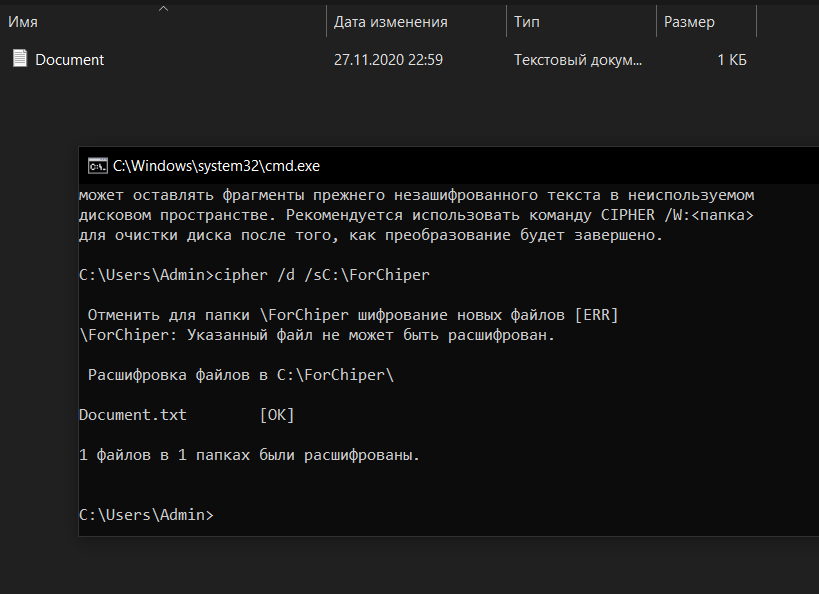 Имя Дата изменения Тип Размер
Document 27.11.2020 22:59 Текстовый докум... 1 КБ
C:\Windows\system32\cmd.exe
может оставлять фрагменты прежнего незашифрованного текста в неиспользуемом
дисковом пространстве. Рекомендуется использовать команду CIPHER /W:<папка>
для очистки диска после того, как преобразование будет завершено.
C:\Users\Admin>cipher /d /sC:\ForChiper
Отменить для папки \ForChiper шифрование новых файлов [ERR]
\ForChiper: Указанный файл не может быть расшифрован.
Расшифровка файлов в C:\ForChiper\
Document.txt [OK]
1 файлов в 1 папках были расшифрованы.
C:\Users\Admin>